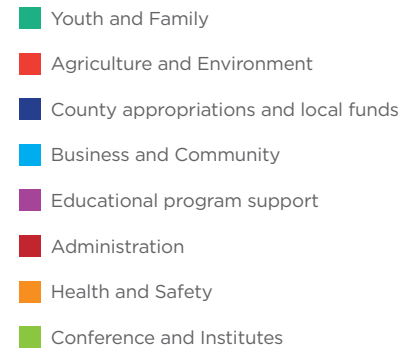 Youth and Family
Agriculture and Environment
County appropriations and local funds
Business and Community
Educational program support
Administration
Health and Safety
Conference and Institutes